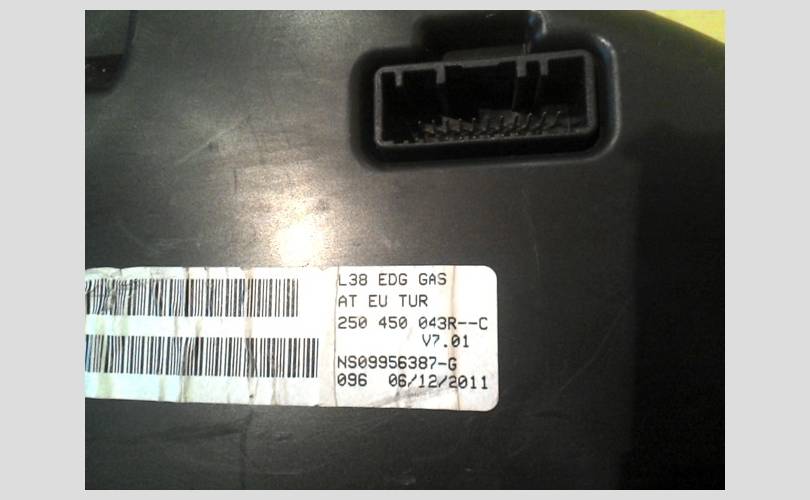 L38 EDG GAS
AT EU TUR
250 450 043R--C
V7.01
NS09956387-G
096 06/12/2011